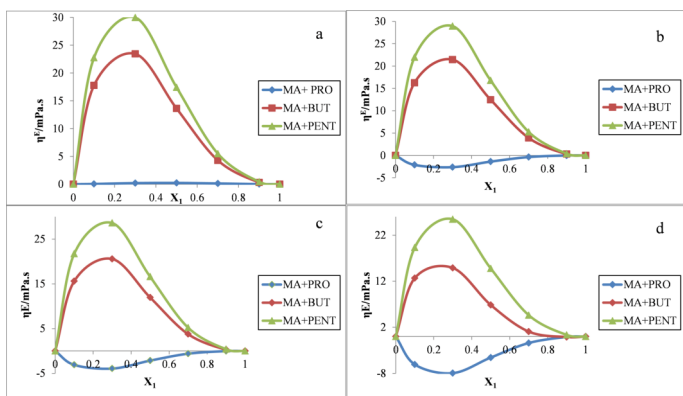 a
ηE/mPa.s
30
25
20
15
10
5
0
0 0.2 0.4 0.6 0.8 1
X1
MA+ PRO
MA+BUT
MA+PENT
b
ηE/mPa.s
30
25
20
15
10
5
0
-5
0 0.2 0.4 0.6 0.8 1
X1
MA+PRO
MA+BUT
MA+PENT
c
ηE/mPa.s
25
15
5
-5
0 0.2 0.4 0.6 0.8 1
X1
MA+PRO
MA+BUT
MA+PENT
d
ηE/mPa.s
22
12
2
-8
0 0.2 0.4 0.6 0.8 1
X1
MA+PRO
MA+BUT
MA+PENT